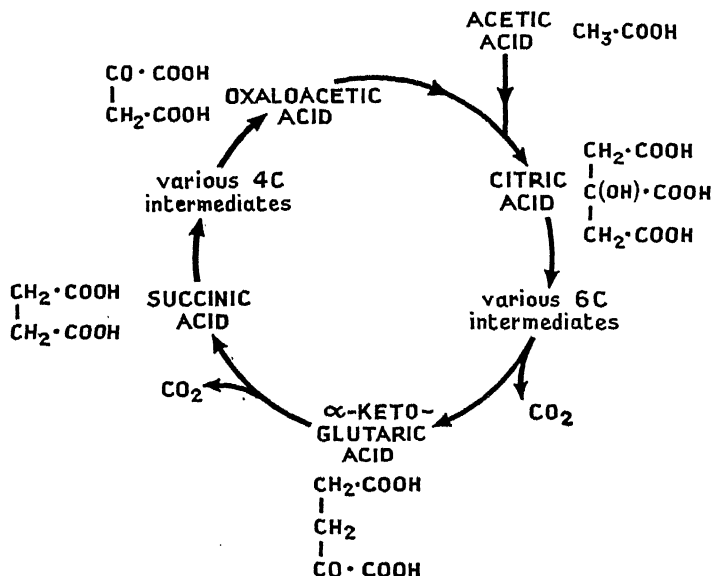 ACETIC
ACID
CH₃·COOH
CO·COOH
CH₂·COOH
OXALOACETIC
ACID
CITRIC
ACID
CH₂·COOH
C(OH)·COOH
CH₂·COOH
various 4C
intermediates
various 6C
intermediates
CH₂·COOH
CH₂·COOH
SUCCINIC
ACID
CO₂
CO₂
∝-KETO-
GLUTARIC
ACID
CH₂·COOH
CH₂
CO·COOH